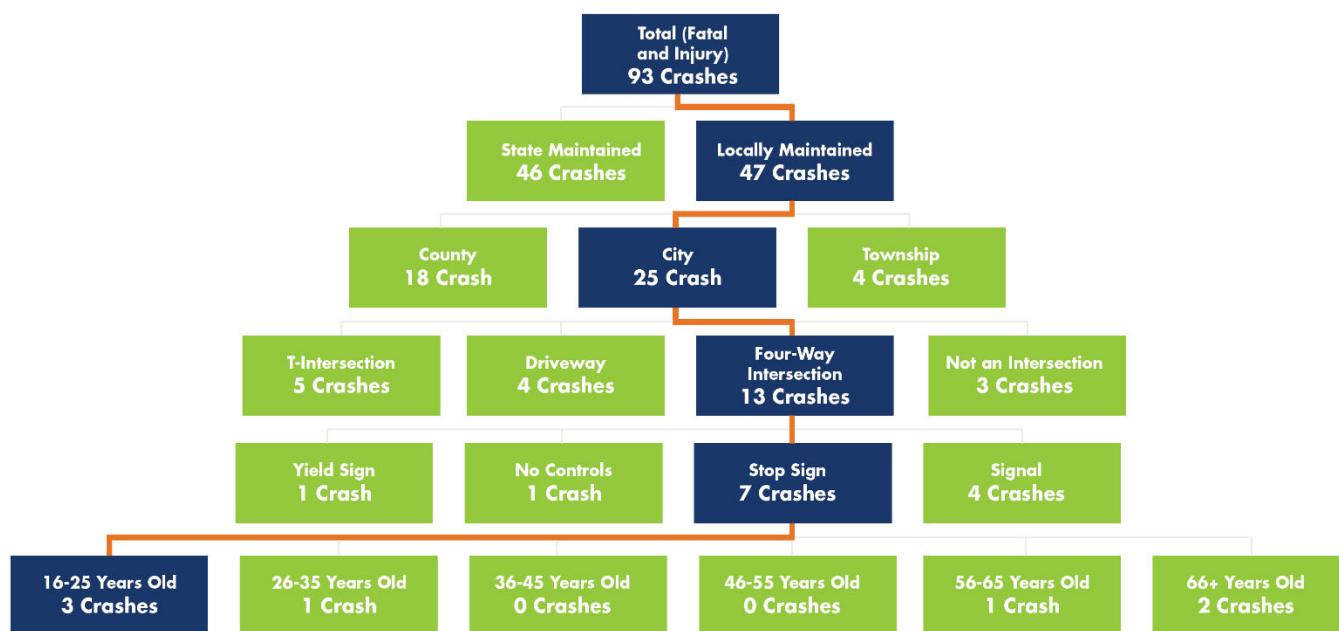 Total (Fatal
and Injury)
93 Crashes
State Maintained
46 Crashes
Locally Maintained
47 Crashes
County
18 Crash
City
25 Crash
Township
4 Crashes
T-Intersection
5 Crashes
Driveway
4 Crashes
Four-Way
Intersection
13 Crashes
Not an Intersection
3 Crashes
Yield Sign
1 Crash
No Controls
1 Crash
Stop Sign
7 Crashes
Signal
4 Crashes
16-25 Years Old
3 Crashes
26-35 Years Old
1 Crash
36-45 Years Old
0 Crashes
46-55 Years Old
0 Crashes
56-65 Years Old
1 Crash
66+ Years Old
2 Crashes